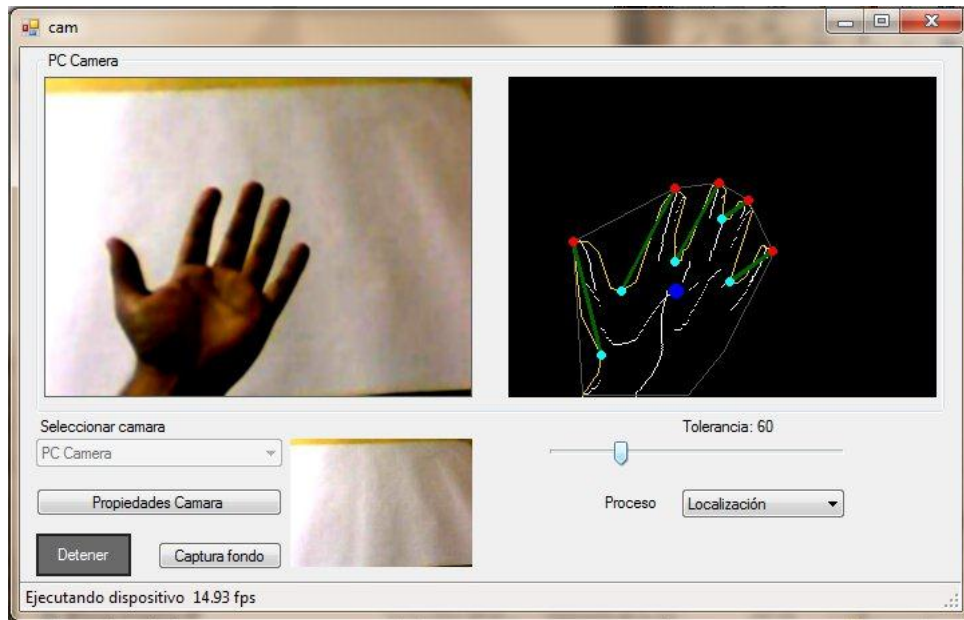 cam
PC Camera
Seleccionar camara
PC Camera
Propiedades Camara
Detener
Captura fondo
Tolerancia: 60
Proceso
Localización
Ejecutando dispositivo 14.93 fps